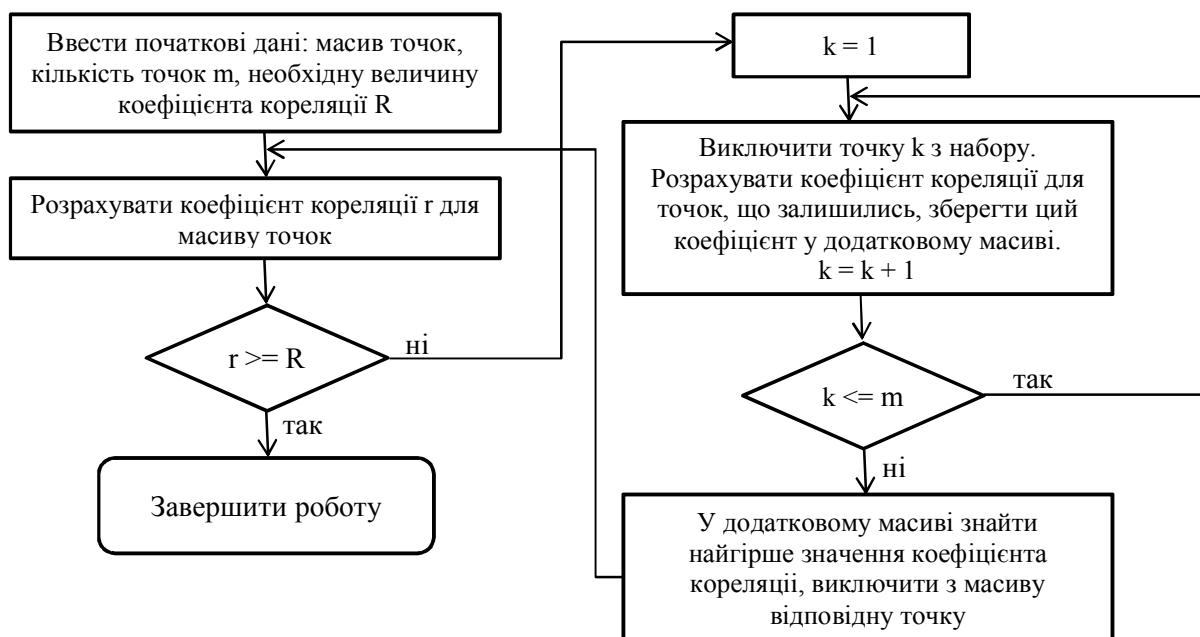 Ввести початкові дані: масив точок,
кількість точок m, необхідну величину
коефіцієнта кореляції R
Розрахувати коефіцієнт кореляції r для
масиву точок
r >= R
ні
так
Завершити роботу
k = 1
Виключити точку k з набору.
Розрахувати коефіцієнт кореляції для
точок, що залишились, зберегти цей
коефіцієнт у додатковому масиві.
k = k + 1
k <= m
так
ні
У додатковому масиві знайти
найгірше значення коефіцієнта
кореляції, виключити з масиву
відповідну точку